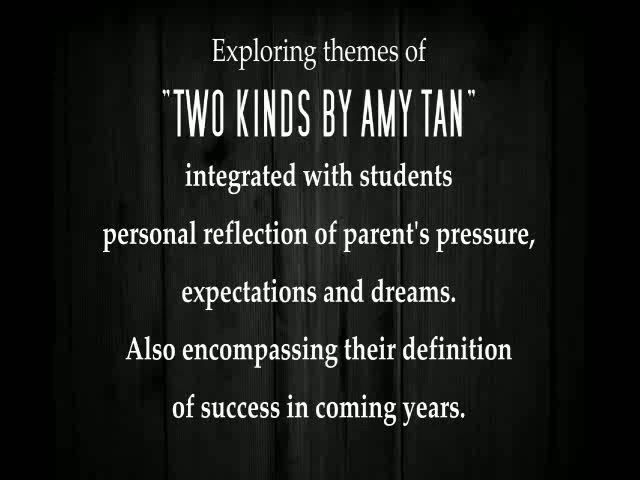 Exploring themes of
"TWO KINDS BY AMY TAN"
integrated with students
personal reflection of parent's pressure,
expectations and dreams.
Also encompassing their definition
of success in coming years.